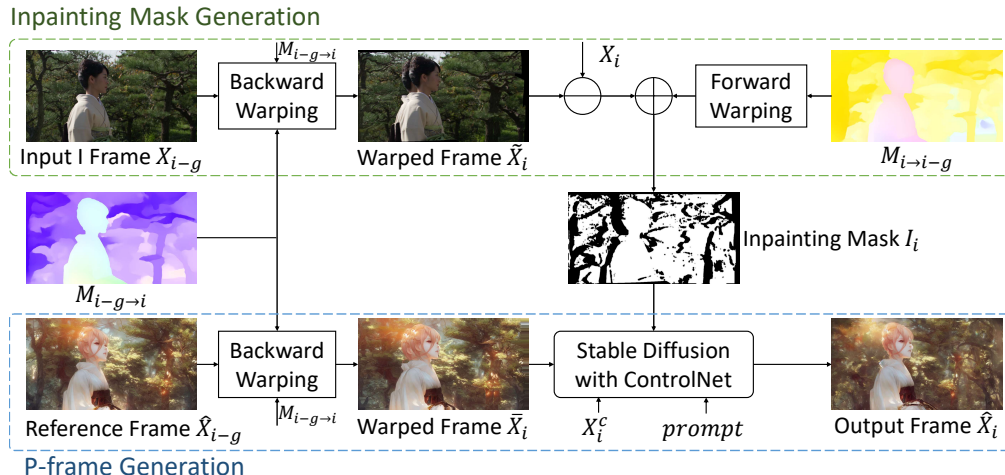 Inpainting Mask Generation
M_{i-g→i}
X_i
Backward
Warping
Forward
Warping
Input I Frame X_{i-g}
Warped Frame X̃_i
M_{i→i-g}
Inpainting Mask I_i
M_{i-g→i}
Backward
Warping
Stable Diffusion
with ControlNet
M_{i-g→i}
Reference Frame X̂_{i-g}
Warped Frame X̄_i
X_i^c
prompt
Output Frame X̂_i
P-frame Generation